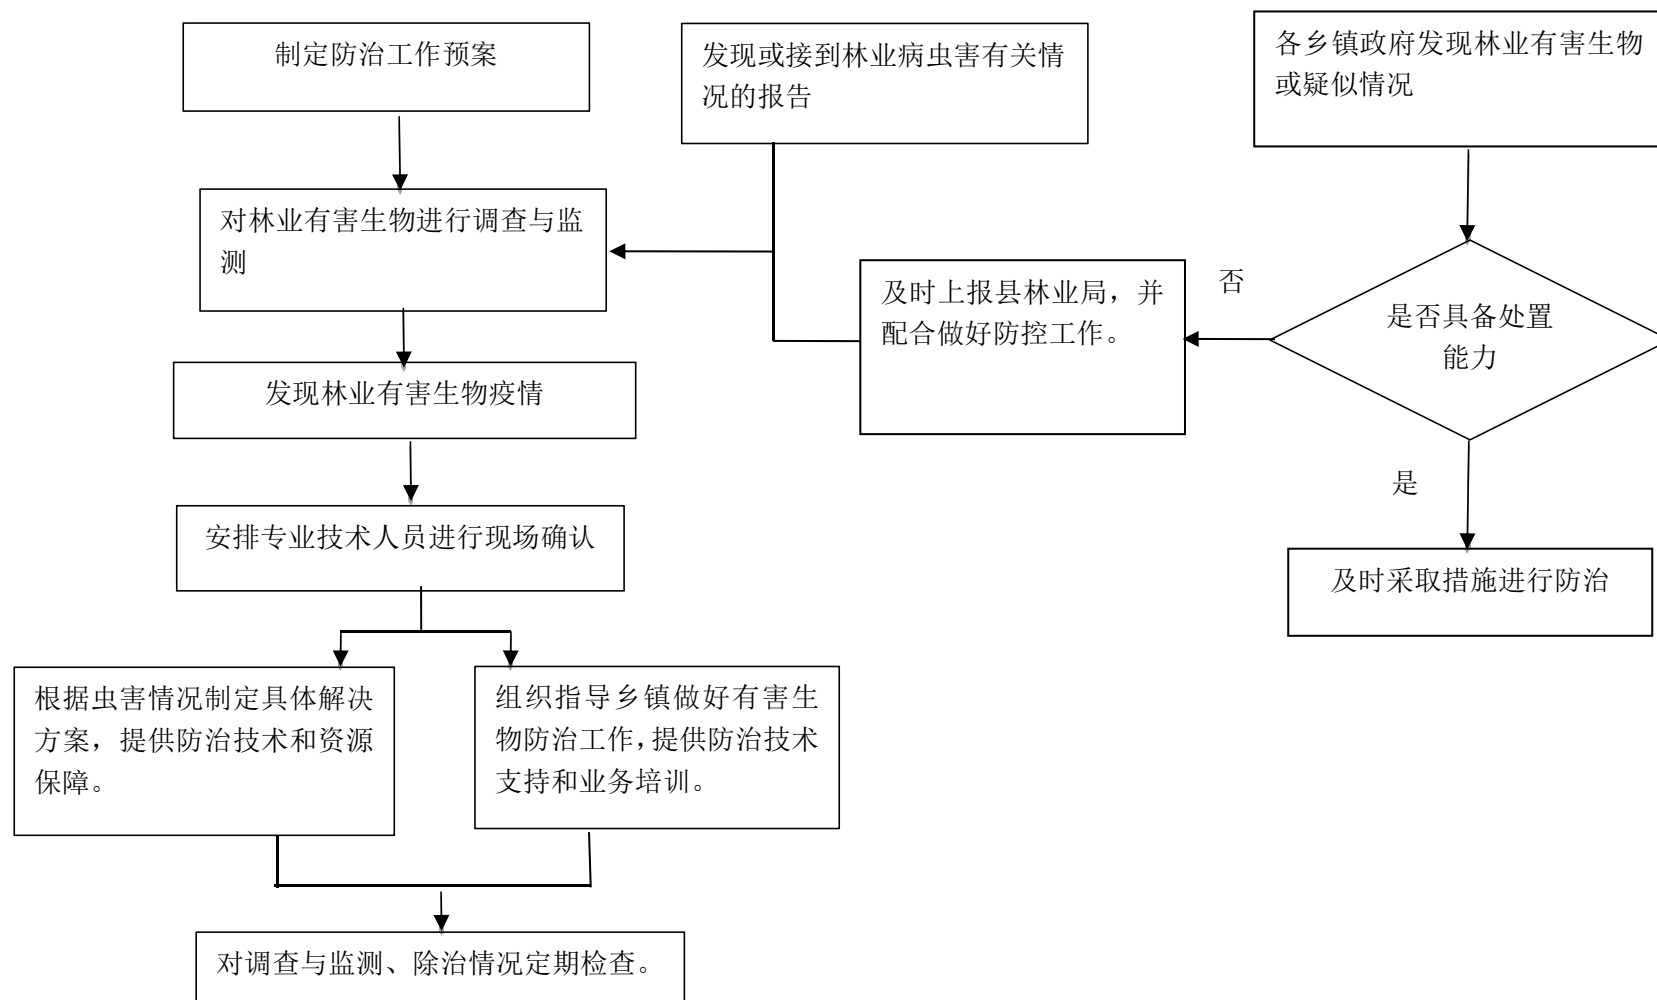 制定防治工作预案
发现或接到林业病虫害有关情
况的报告
各乡镇政府发现林业有害生物
或疑似情况
对林业有害生物进行调查与监
测
及时上报县林业局，并
配合做好防控工作。
否
是否具备处置
能力
发现林业有害生物疫情
是
安排专业技术人员进行现场确认
及时采取措施进行防治
根据虫害情况制定具体解决
方案，提供防治技术和资源
保障。
组织指导乡镇做好有害生
物防治工作，提供防治技术
支持和业务培训。
对调查与监测、除治情况定期检查。